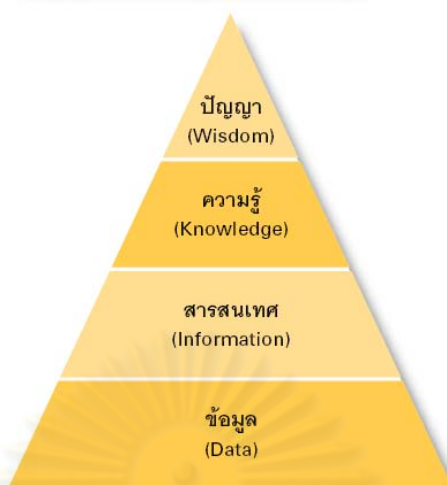 ปัญญา
(Wisdom)
ความรู้
(Knowledge)
สารสนเทศ
(Information)
ข้อมูล
(Data)